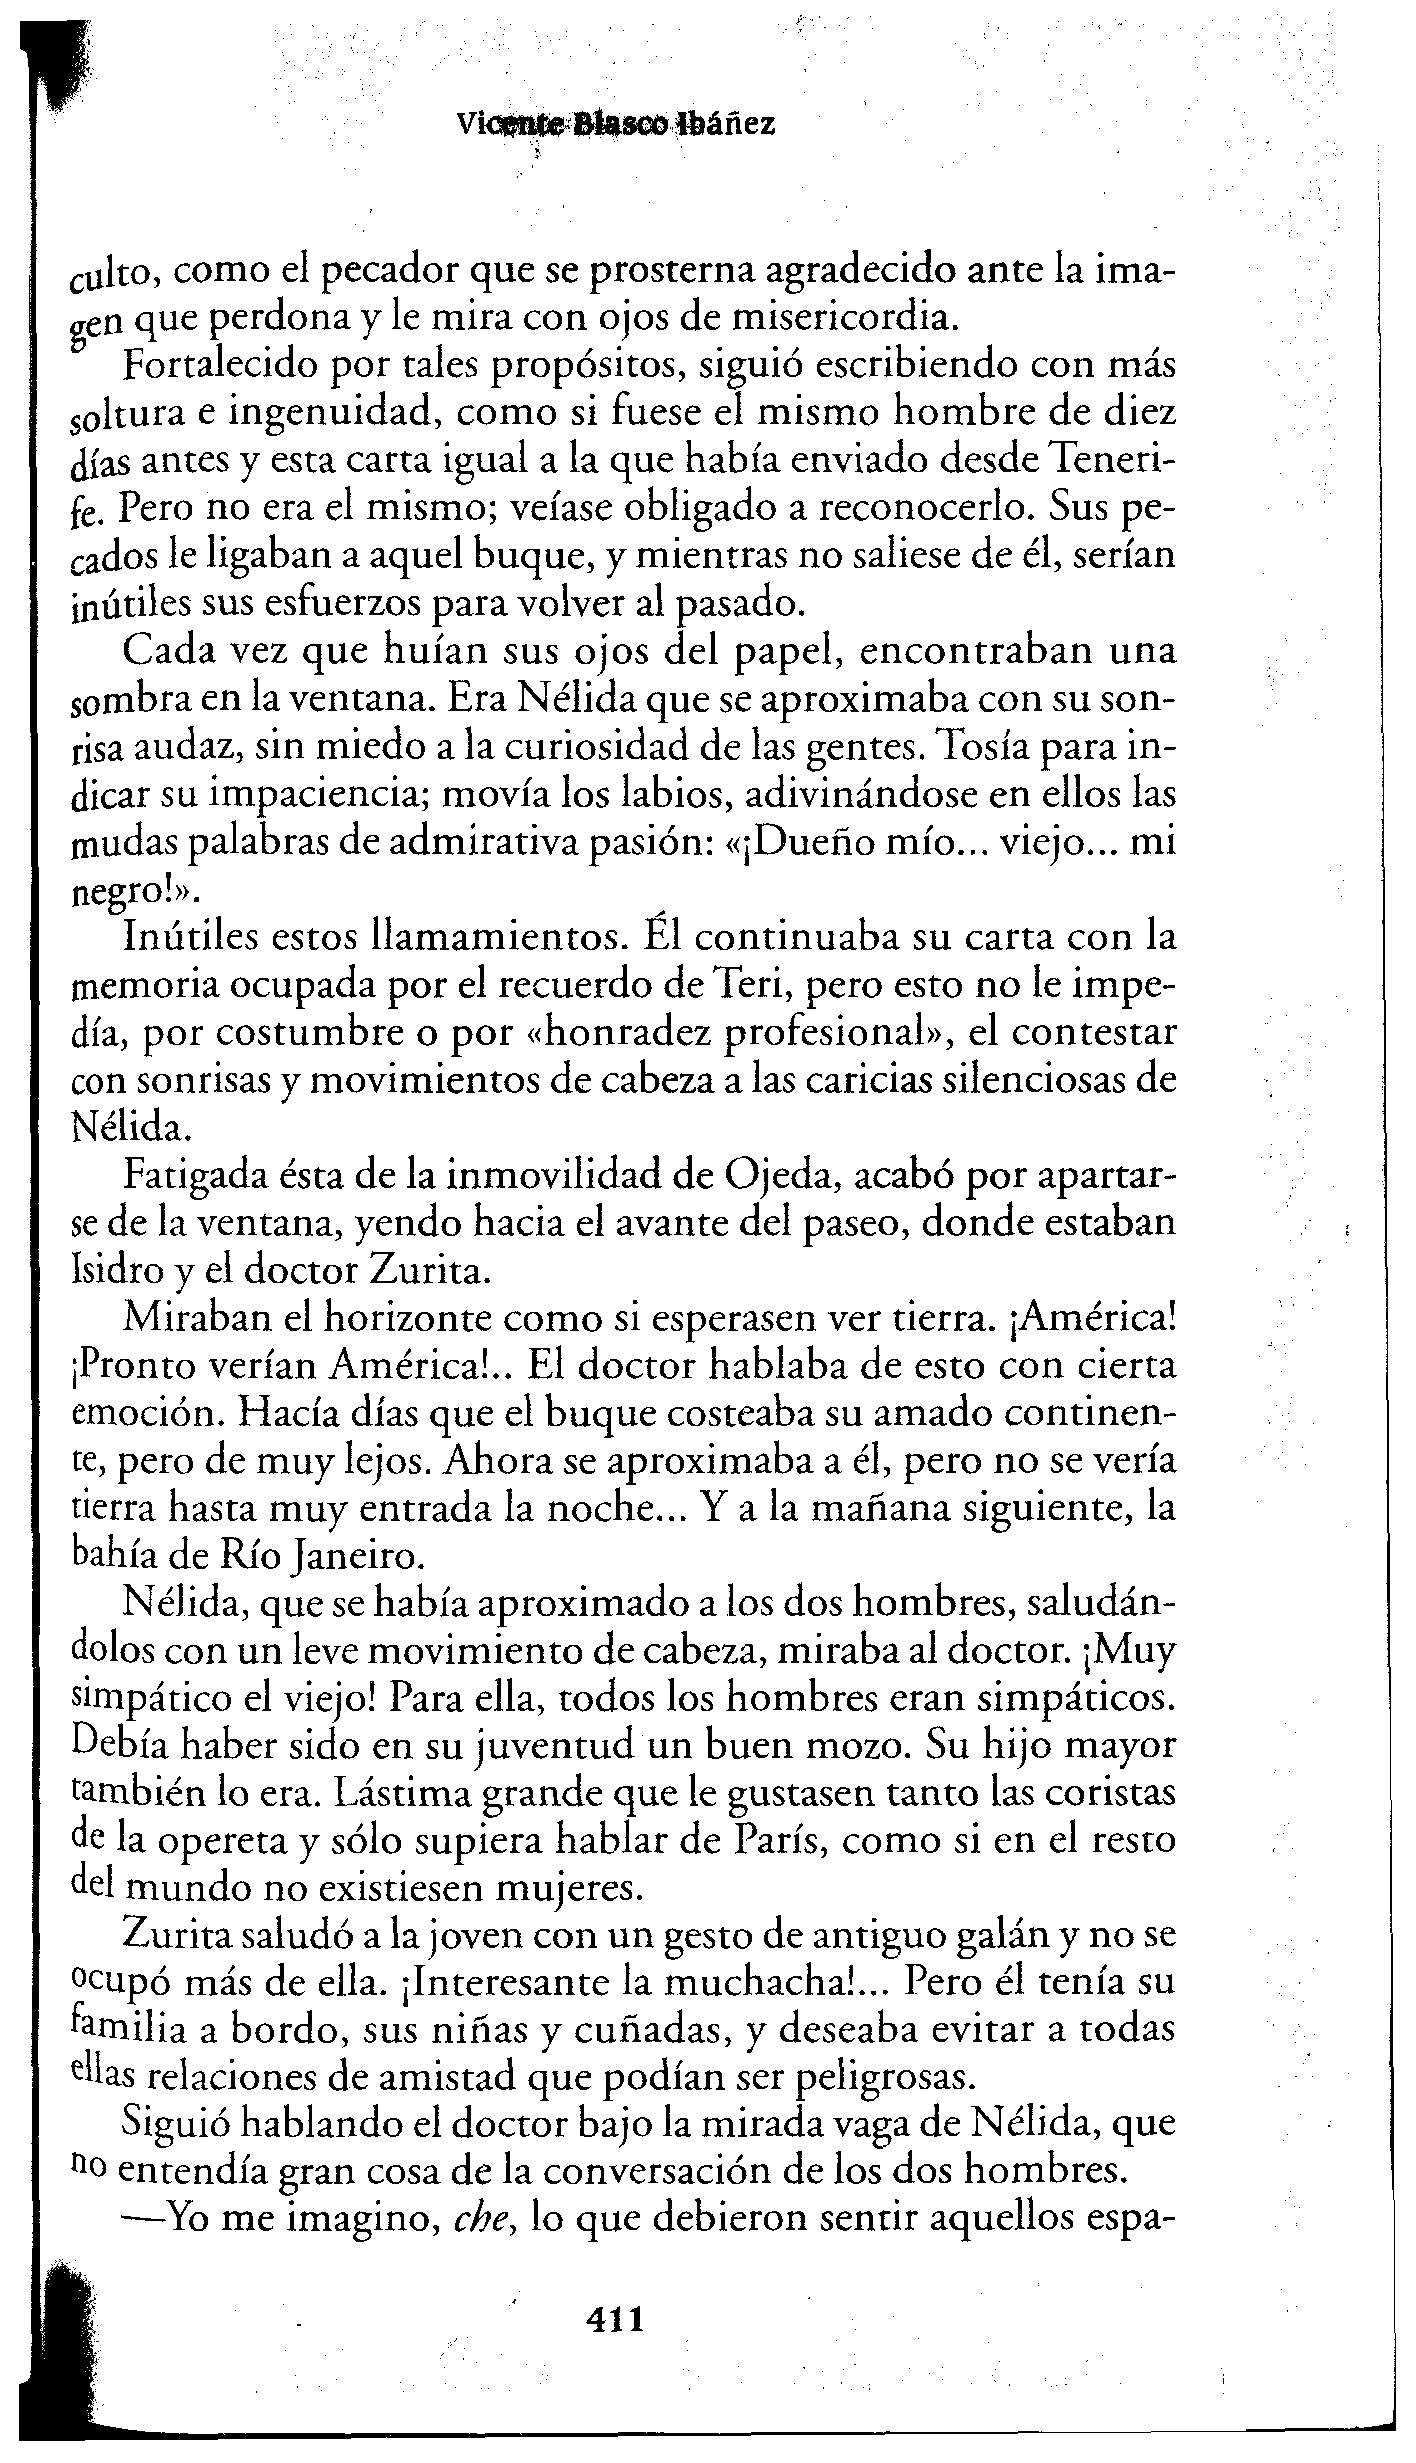 Vicente Blasco Ibáñez
culto, como el pecador que se prosterna agradecido ante la ima-
gen que perdona y le mira con ojos de misericordia.
Fortalecido por tales propósitos, siguió escribiendo con más
soltura e ingenuidad, como si fuese el mismo hombre de diez
días antes y esta carta igual a la que había enviado desde Teneri-
fe. Pero no era el mismo; veíase obligado a reconocerlo. Sus pe-
cados le ligaban a aquel buque, y mientras no saliese de él, serían
inútiles sus esfuerzos para volver al pasado.
Cada vez que huían sus ojos del papel, encontraban una
sombra en la ventana. Era Nélida que se aproximaba con su son-
risa audaz, sin miedo a la curiosidad de las gentes. Tosía para in-
dicar su impaciencia; movía los labios, adivinándose en ellos las
mudas palabras de admirativa pasión: «¡Dueño mío... viejo... mi
negro!».
Inútiles estos llamamientos. Él continuaba su carta con la
memoria ocupada por el recuerdo de Teri, pero esto no le impe-
día, por costumbre o por «honradez profesional», el contestar
con sonrisas y movimientos de cabeza a las caricias silenciosas de
Nélida.
Fatigada ésta de la inmovilidad de Ojeda, acabó por apartar-
se de la ventana, yendo hacia el avante del paseo, donde estaban
Isidro y el doctor Zurita.
Miraban el horizonte como si esperasen ver tierra. ¡América!
¡Pronto verían América!.. El doctor hablaba de esto con cierta
emoción. Hacía días que el buque costeaba su amado continen-
te, pero de muy lejos. Ahora se aproximaba a él, pero no se vería
tierra hasta muy entrada la noche... Y a la mañana siguiente, la
bahía de Río Janeiro.
Nélida, que se había aproximado a los dos hombres, saludán-
dolos con un leve movimiento de cabeza, miraba al doctor. ¡Muy
simpático el viejo! Para ella, todos los hombres eran simpáticos.
Debía haber sido en su juventud un buen mozo. Su hijo mayor
también lo era. Lástima grande que le gustasen tanto las coristas
de la opereta y sólo supiera hablar de París, como si en el resto
del mundo no existiesen mujeres.
Zurita saludó a la joven con un gesto de antiguo galán y no se
ocupó más de ella. ¡Interesante la muchacha!... Pero él tenía su
familia a bordo, sus niñas y cuñadas, y deseaba evitar a todas
ellas relaciones de amistad que podían ser peligrosas.
Siguió hablando el doctor bajo la mirada vaga de Nélida, que
no entendía gran cosa de la conversación de los dos hombres.
—Yo me imagino, che, lo que debieron sentir aquellos espa-
411